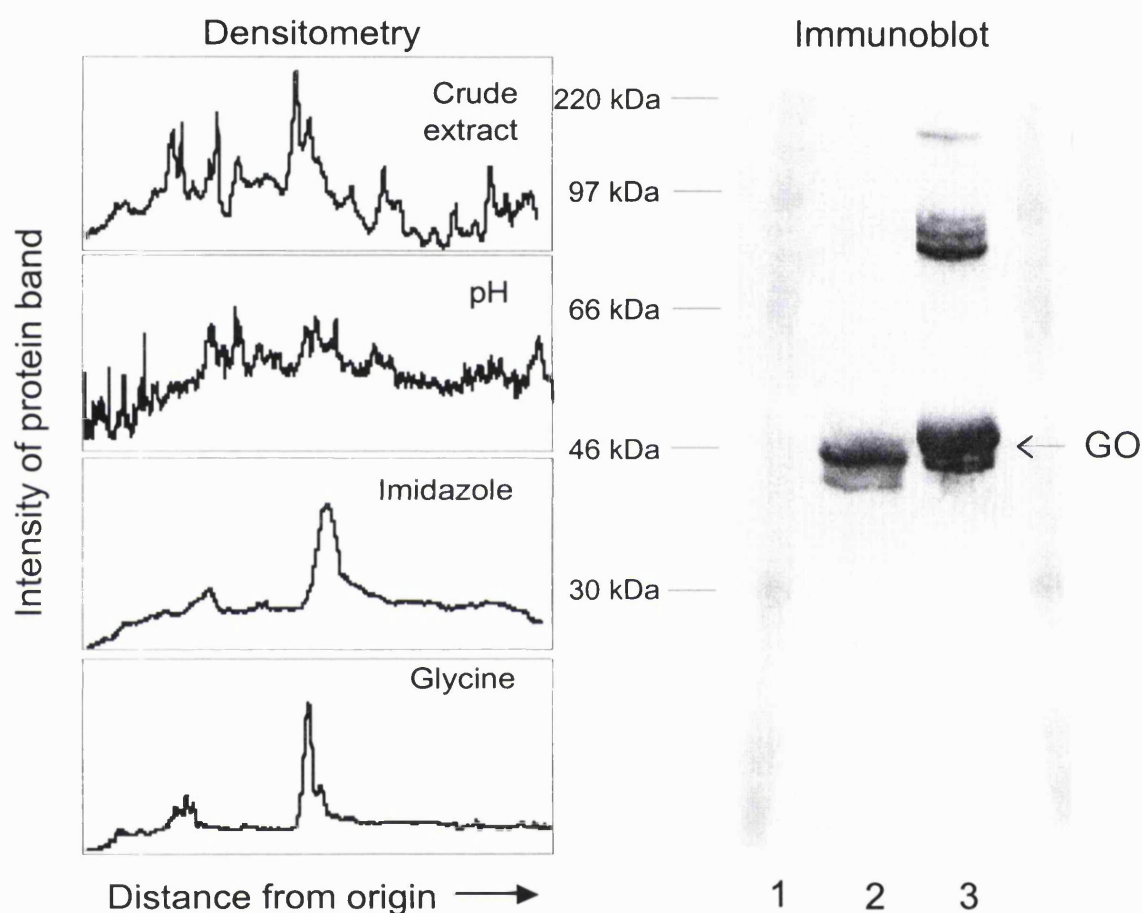 Densitometry
Immunoblot
Intensity of protein band
Crude
extract
pH
Imidazole
Glycine
Distance from origin
220 kDa
97 kDa
66 kDa
46 kDa
30 kDa
GO
1 2 3